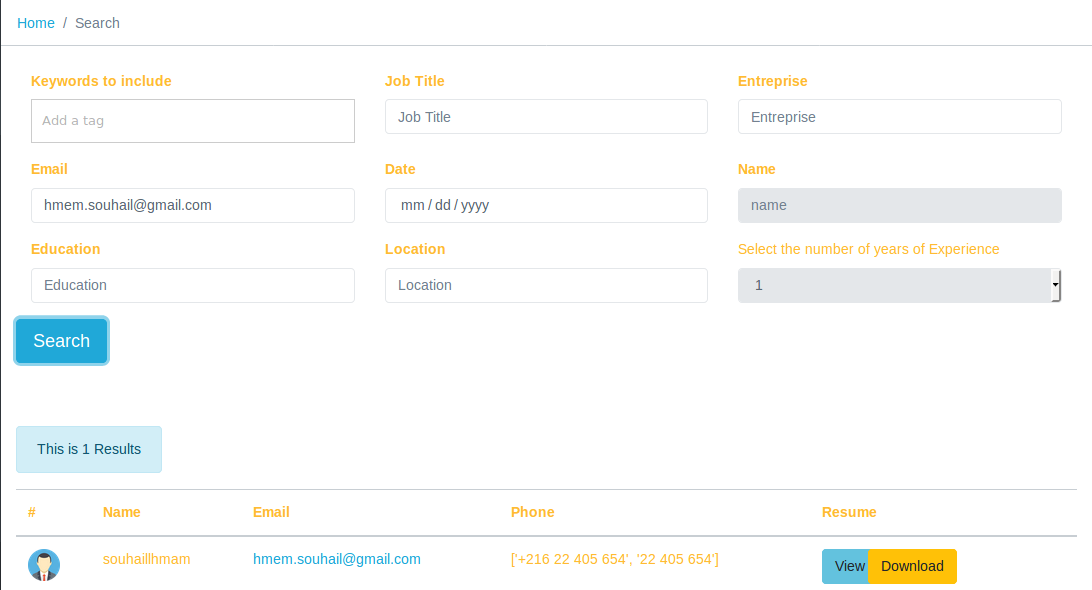 Home / Search
Keywords to include Job Title Entreprise
Add a tag Job Title Entreprise
Email Date Name
hmem.souhail@gmail.com mm / dd / yyyy name
Education Location Select the number of years of Experience
Education Location 1
Search
This is 1 Results
# Name Email Phone Resume
souhaillhmam hmem.souhail@gmail.com ['+216 22 405 654', '22 405 654'] View Download